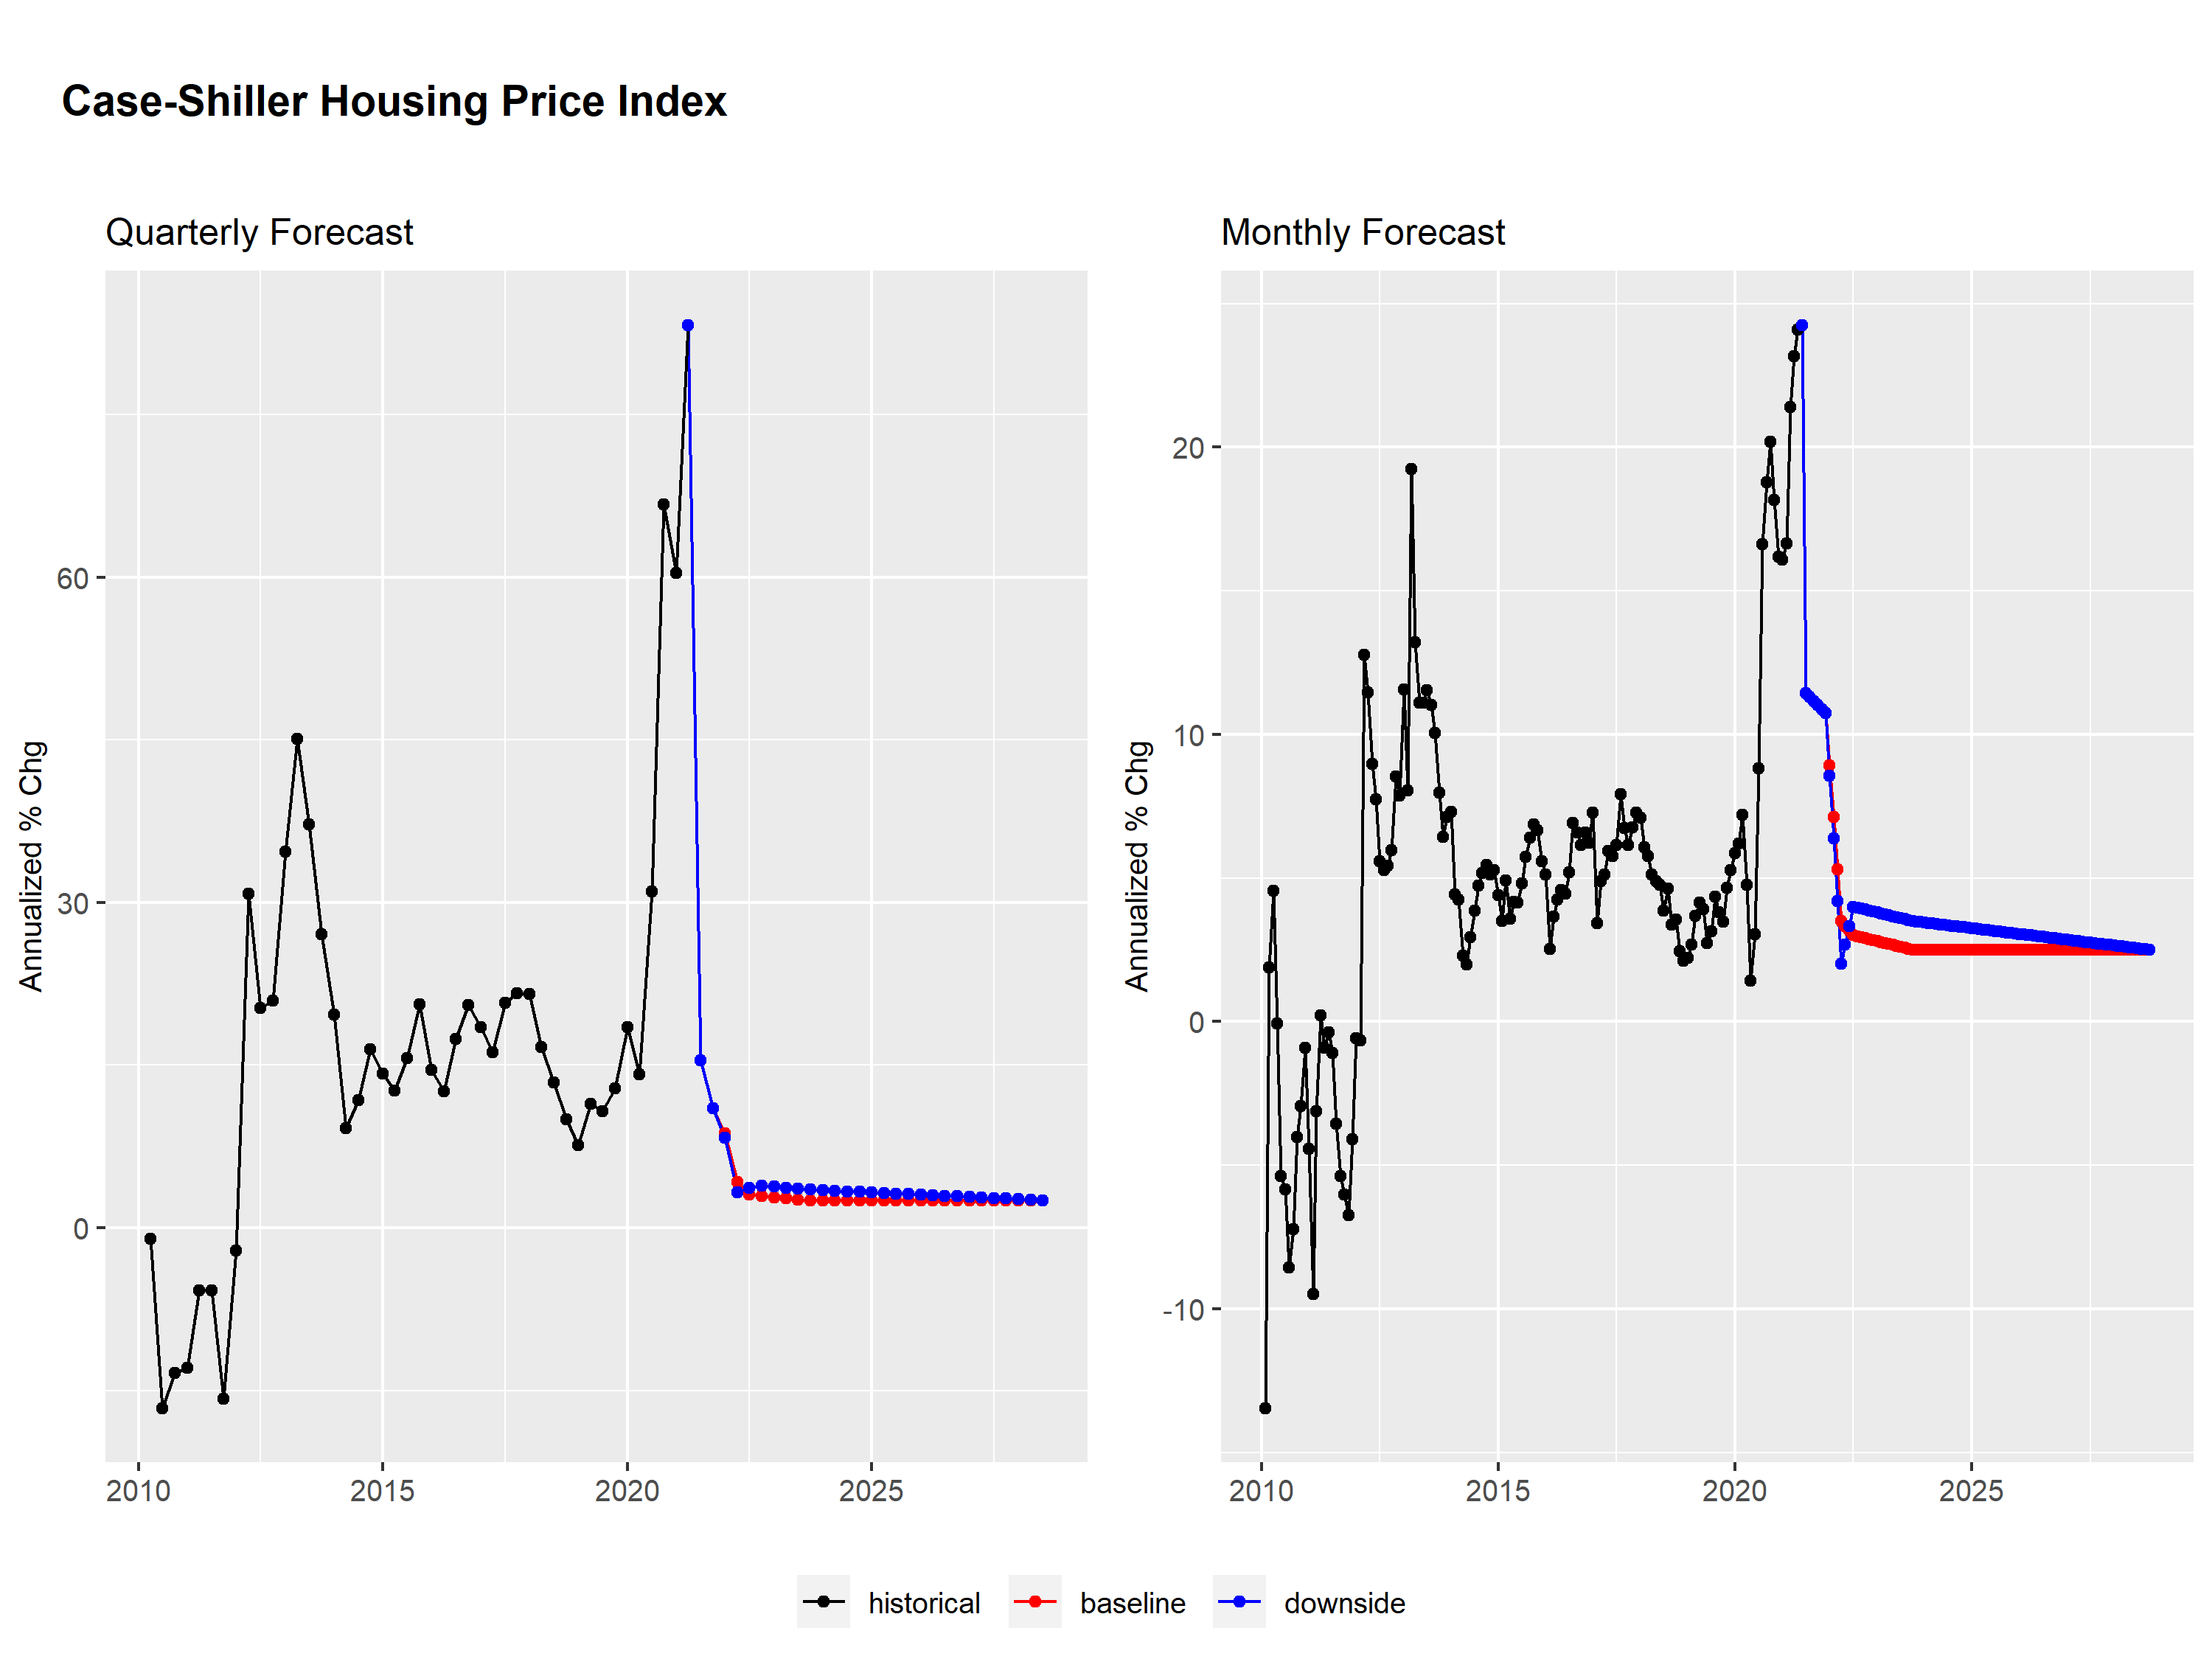 Case-Shiller Housing Price Index
Quarterly Forecast
Annualized % Chg
60
30
0
2010 2015 2020 2025
Monthly Forecast
Annualized % Chg
20
10
0
-10
2010 2015 2020 2025
historical baseline downside